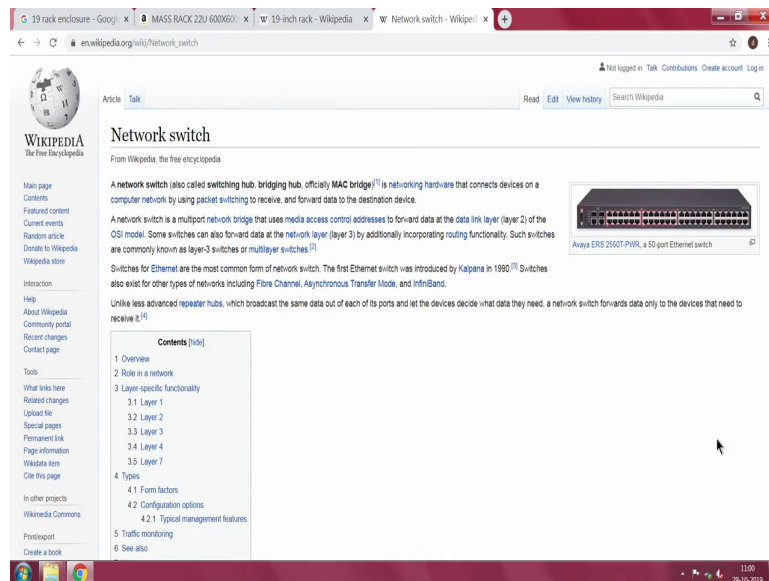 19 rack enclosure - Googl
MASS RACK 22U 600X600
19-inch rack - Wikipedia
Network switch - Wikiped
en.wikipedia.org/wiki/Network_switch
Not logged in Talk Contributions Create account Log in
Article Talk
Read Edit View history Search Wikipedia
WIKIPEDIA
The Free Encyclopedia
Main page
Contents
Featured content
Current events
Random article
Donate to Wikipedia
Wikipedia store
Interaction
Help
About Wikipedia
Community portal
Recent changes
Contact page
Tools
What links here
Related changes
Upload file
Special pages
Permanent link
Page information
Wikidata item
Cite this page
In other projects
Wikimedia Commons
Print/export
Create a book
Network switch
From Wikipedia, the free encyclopedia
A network switch (also called switching hub, bridging hub, officially MAC bridge)[1] is networking hardware that connects devices on a
computer network by using packet switching to receive, and forward data to the destination device.
A network switch is a multiport network bridge that uses media access control addresses to forward data at the data link layer (layer 2) of the
OSI model. Some switches can also forward data at the network layer (layer 3) by additionally incorporating routing functionality. Such switches
are commonly known as layer-3 switches or multilayer switches.[2]
Switches for Ethernet are the most common form of network switch. The first Ethernet switch was introduced by Kalpana in 1990.[3] Switches
also exist for other types of networks including Fibre Channel, Asynchronous Transfer Mode, and InfiniBand.
Unlike less advanced repeater hubs, which broadcast the same data out of each of its ports and let the devices decide what data they need, a network switch forwards data only to the devices that need to
receive it.[4]
Avaya ERS 2550T-PWR, a 50-port Ethernet switch
Contents [hide]
1 Overview
2 Role in a network
3 Layer-specific functionality
3.1 Layer 1
3.2 Layer 2
3.3 Layer 3
3.4 Layer 4
3.5 Layer 7
4 Types
4.1 Form factors
4.2 Configuration options
4.2.1 Typical management features
5 Traffic monitoring
6 See also
11:00
29-10-2019